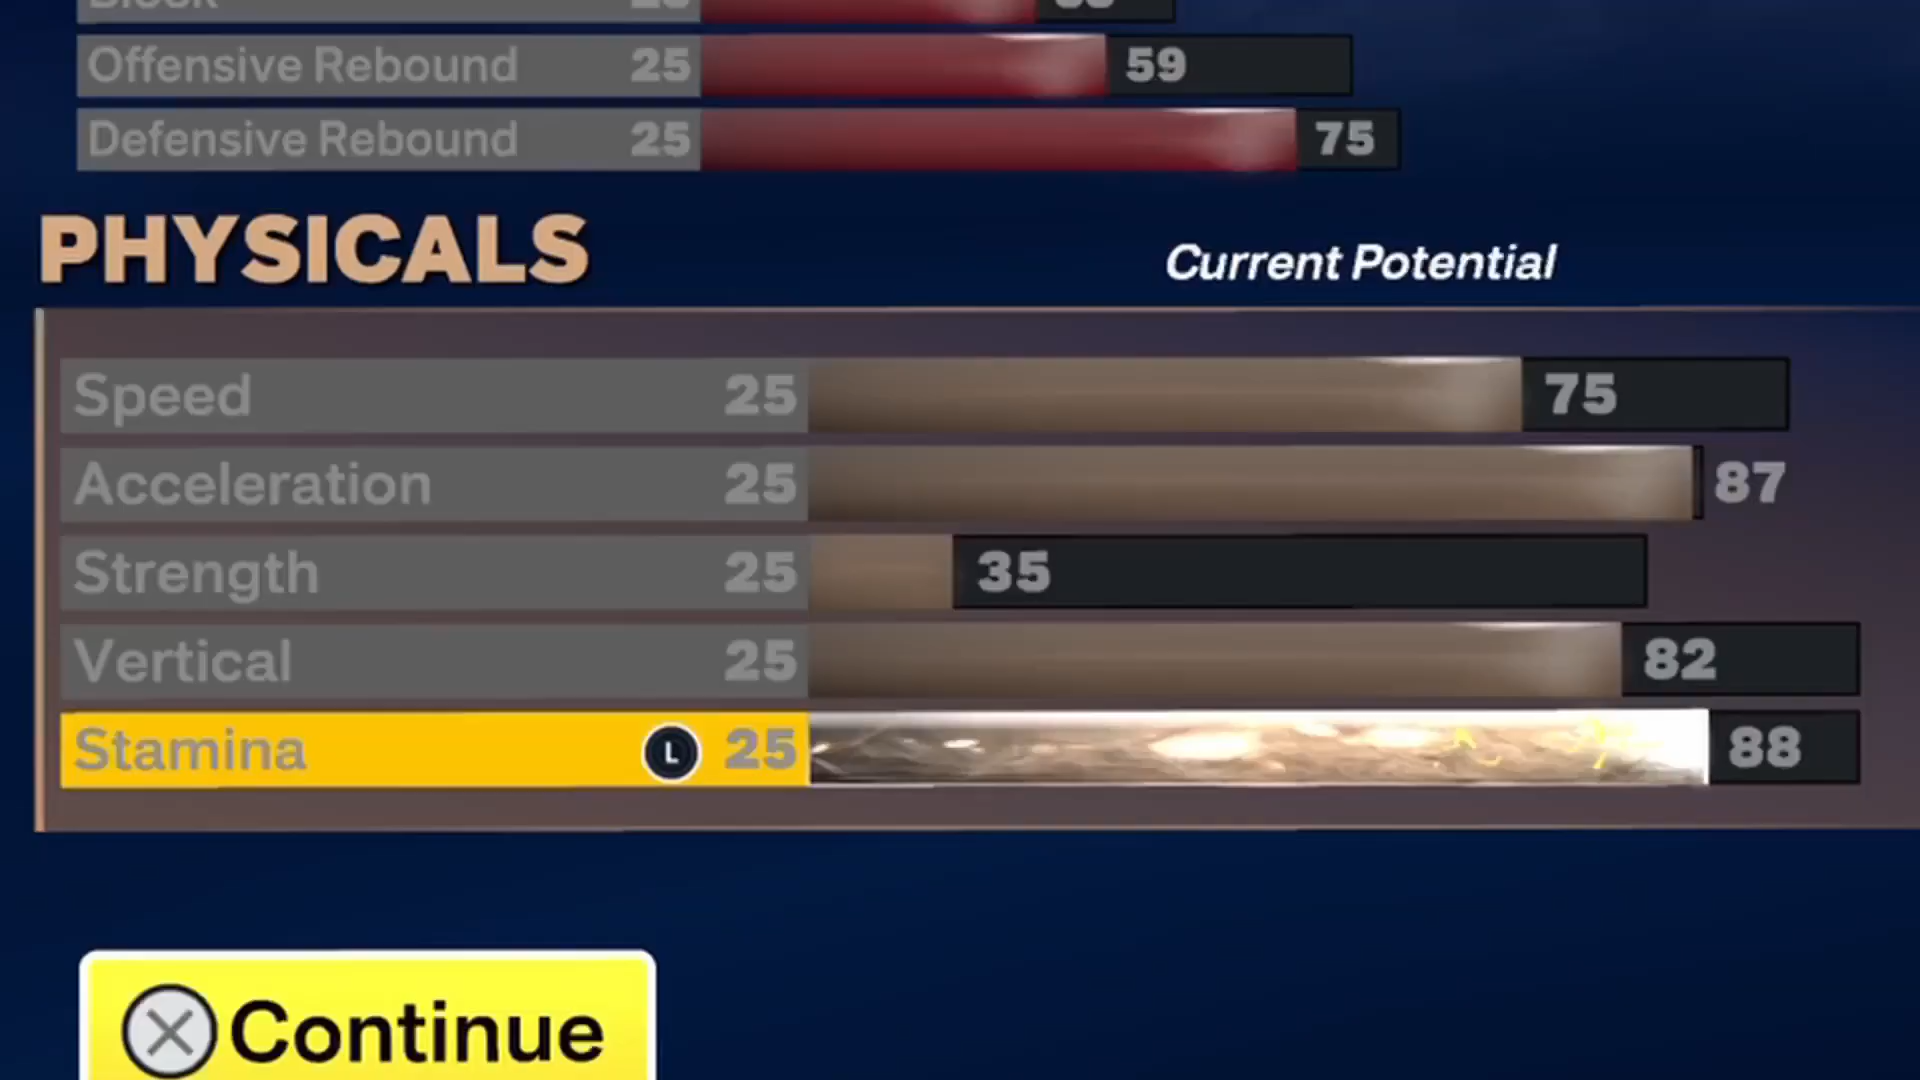 Offensive Rebound 25 59
Defensive Rebound 25 75
PHYSICALS
Current Potential
Speed 25 75
Acceleration 25 87
Strength 25 35
Vertical 25 82
Stamina L 25 88
Continue